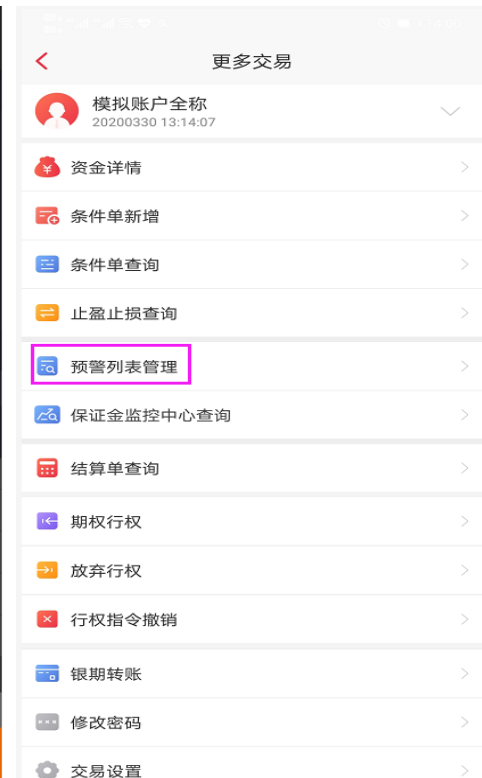 更多交易
模拟账户全称
20200330 13:14:07
资金详情
条件单新增
条件单查询
止盈止损查询
预警列表管理
保证金监控中心查询
结算单查询
期权行权
放弃行权
行权指令撤销
银期转账
修改密码
交易设置